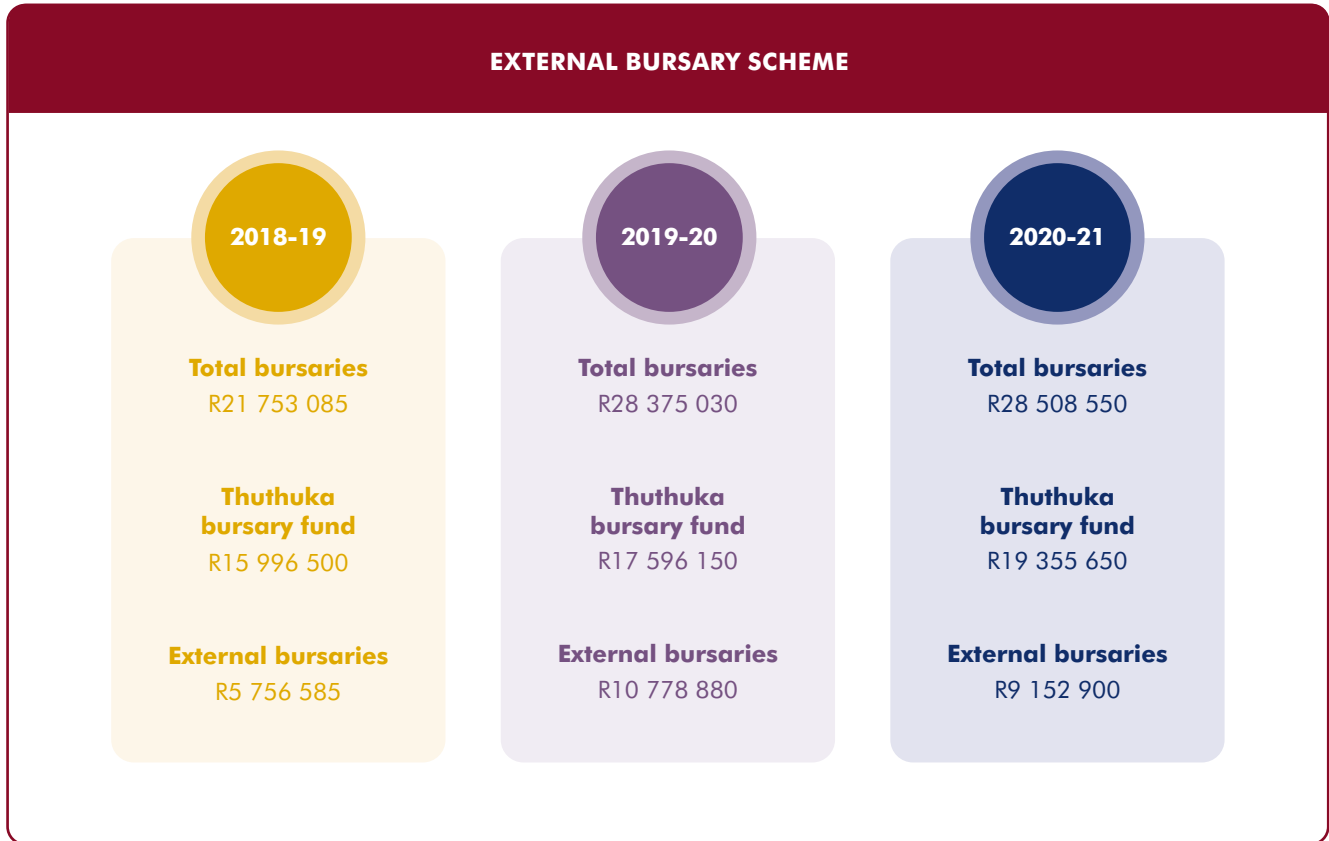 EXTERNAL BURSARY SCHEME
2018-19
Total bursaries
R21 753 085
Thuthuka
bursary fund
R15 996 500
External bursaries
R5 756 585
2019-20
Total bursaries
R28 375 030
Thuthuka
bursary fund
R17 596 150
External bursaries
R10 778 880
2020-21
Total bursaries
R28 508 550
Thuthuka
bursary fund
R19 355 650
External bursaries
R9 152 900